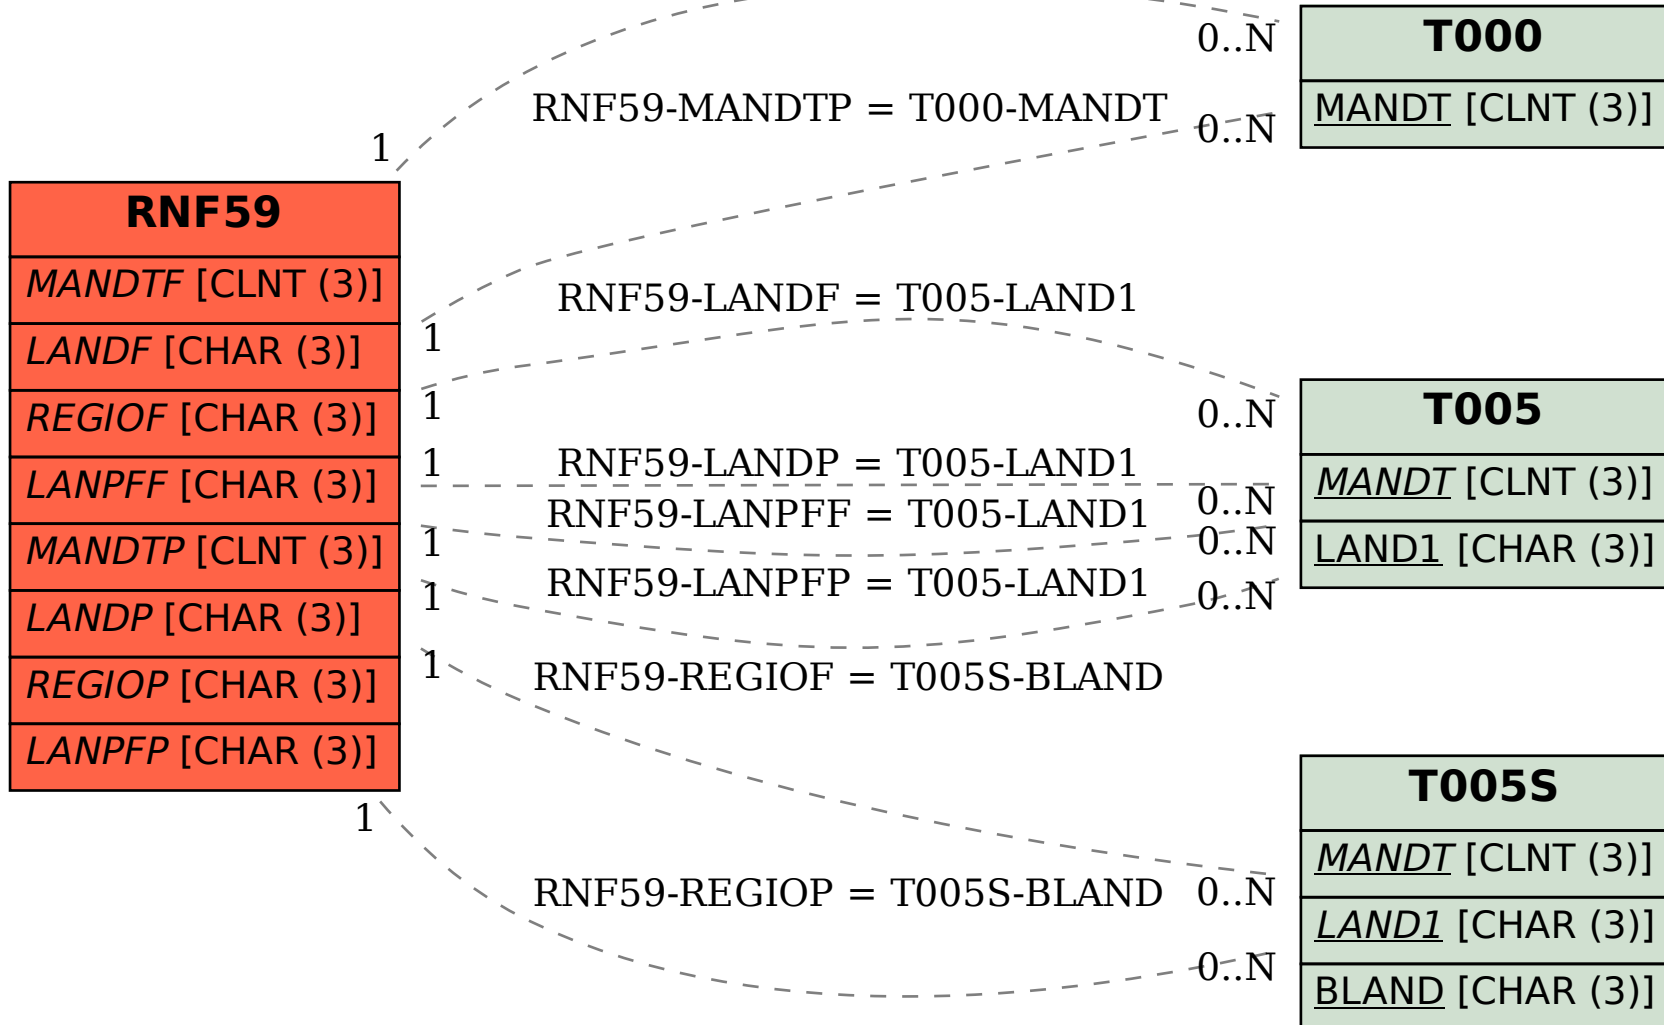 RNF59
MANDTF [CLNT (3)]
LANDF [CHAR (3)]
REGIOF [CHAR (3)]
LANPFF [CHAR (3)]
MANDTP [CLNT (3)]
LANDP [CHAR (3)]
REGIOP [CHAR (3)]
LANPFP [CHAR (3)]
1
0..N
RNF59-MANDTP = T000-MANDT
1
0..N
RNF59-LANDF = T005-LAND1
1
0..N
RNF59-LANDP = T005-LAND1
1
0..N
RNF59-LANPFF = T005-LAND1
1
0..N
RNF59-LANPFP = T005-LAND1
1
0..N
RNF59-REGIOF = T005S-BLAND
1
0..N
RNF59-REGIOP = T005S-BLAND
1
0..N
T000
MANDT [CLNT (3)]
T005
MANDT [CLNT (3)]
LAND1 [CHAR (3)]
T005S
MANDT [CLNT (3)]
LAND1 [CHAR (3)]
BLAND [CHAR (3)]